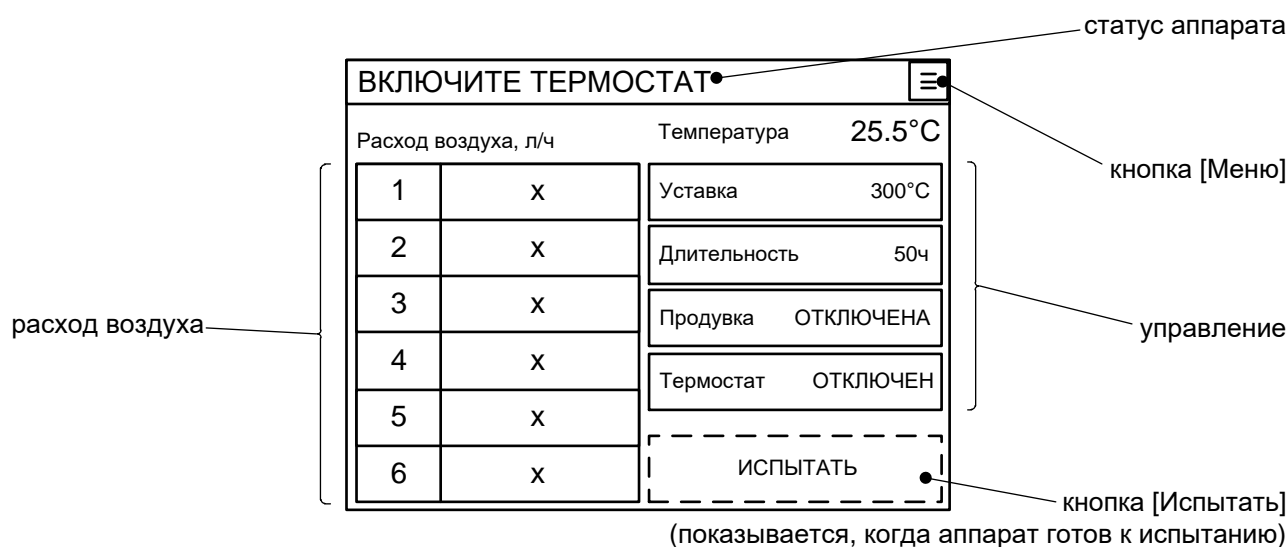 статус аппарата
ВКЛЮЧИТЕ ТЕРМОСТАТ
кнопка [Меню]
Расход воздуха, л/ч
Температура 25.5°C
1 x
Уставка 300°C
2 x
Длительность 50ч
3 x
Продувка ОТКЛЮЧЕНА
4 x
Термостат ОТКЛЮЧЕН
5 x
6 x
ИСПЫТАТЬ
расход воздуха
управление
кнопка [Испытать]
(показывается, когда аппарат готов к испытанию)